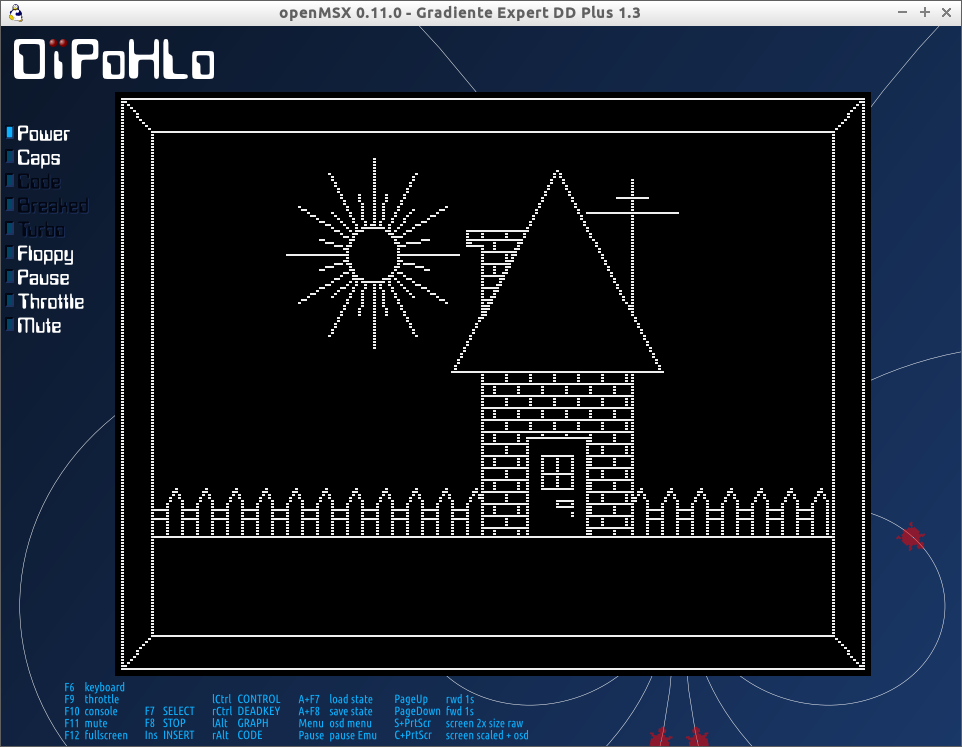 openMSX 0.11.0 - Gradiente Expert DD Plus 1.3
DïPoHLo
Power
Caps
Code
Breaked
Turbo
Floppy
Pause
Throttle
Mute
F6 keyboard
F9 throttle lCtrl CONTROL A+F7 load state PageUp rwd 1s
F10 console F7 SELECT rCtrl DEADKEY A+F8 save state PageDown fwd 1s
F11 mute F8 STOP lAlt GRAPH Menu osd menu S+PrtScr screen 2x size raw
F12 fullscreen Ins INSERT rAlt CODE Pause pause Emu C+PrtScr screen scaled + osd